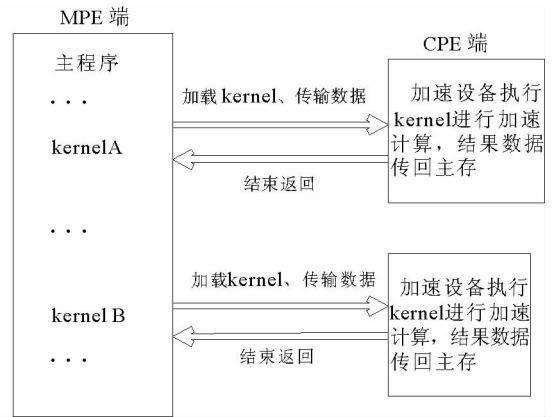 MPE 端
主程序
...
kernelA
...
kernel B
...
加载 kernel、传输数据
结束返回
加载kernel、传输数据
结束返回
CPE 端
加速设备执行
kernel进行加速
计算，结果数据
传回主存
加速设备执行
kernel进行加速
计算，结果数据
传回主存